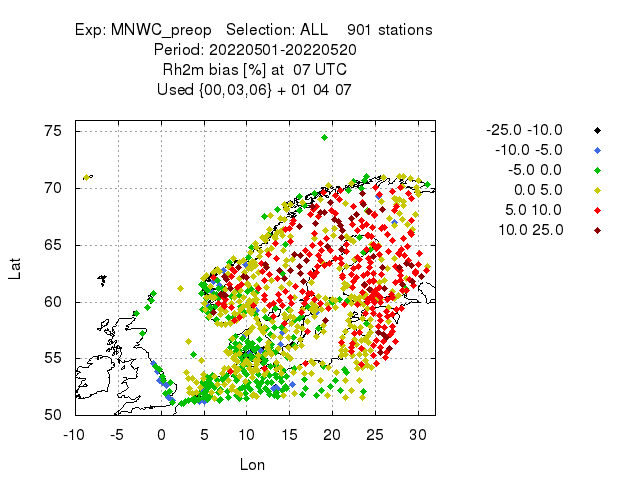 Exp: MNWC_preop Selection: ALL 901 stations
Period: 20220501-20220520
Rh2m bias [%] at 07 UTC
Used {00,03,06} + 01 04 07
75
70
65
60
55
50
-10 -5 0 5 10 15 20 25 30
Lat
Lon
-25.0 -10.0
-10.0 -5.0
-5.0 0.0
0.0 5.0
5.0 10.0
10.0 25.0